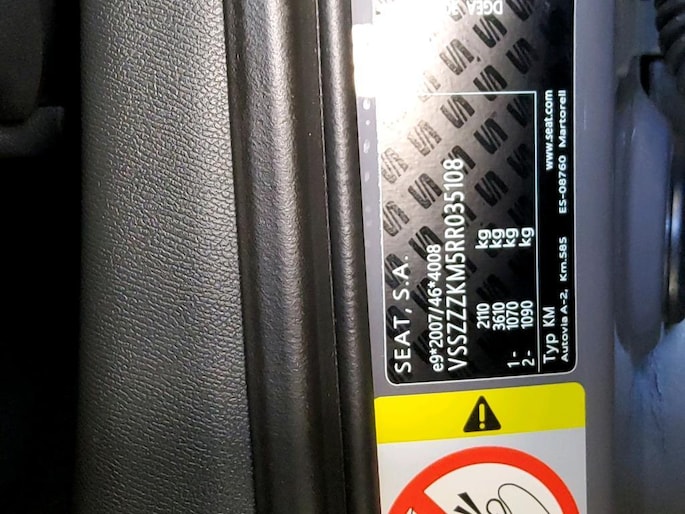 SEAT, S.A.
e9*2007/46*4008
VSSZZZKM5RR035108
2110 kg
3610 kg
1- 1070 kg
2- 1090 kg
Typ KM www.seat.com
Autovia A-2, Km.585 ES-08760 Martorell
DGEA